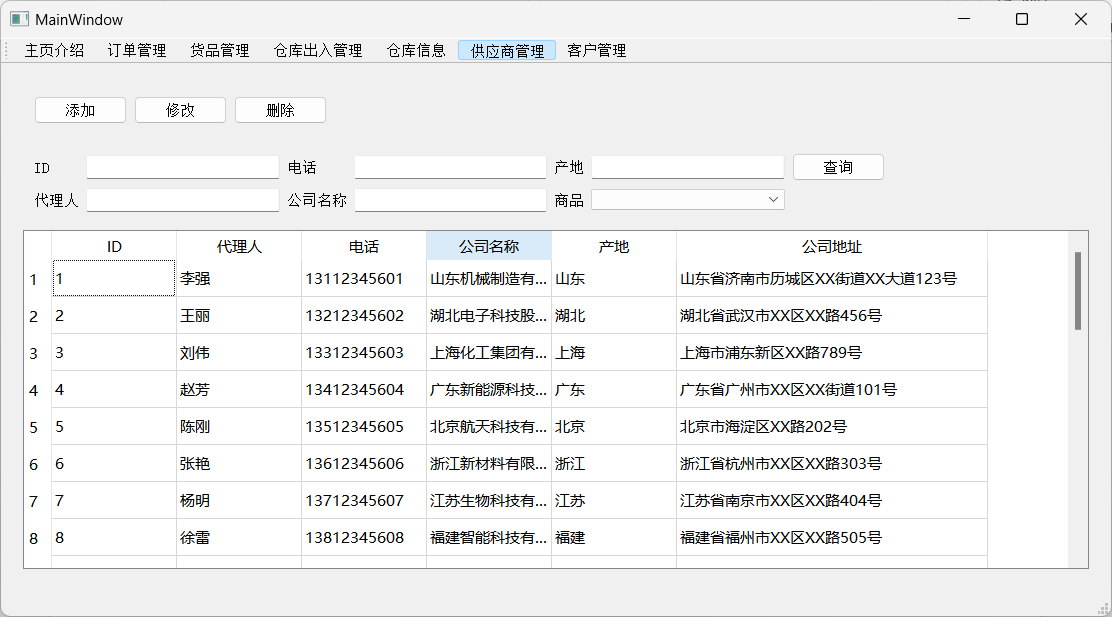 MainWindow
主页介绍 订单管理 货品管理 仓库出入管理 仓库信息 供应商管理 客户管理
添加 修改 删除
ID 电话 产地 查询
代理人 公司名称 商品
ID 代理人 电话 公司名称 产地 公司地址
1 1 李强 13112345601 山东机械制造有... 山东 山东省济南市历城区XX街道XX大道123号
2 2 王丽 13212345602 湖北电子科技股... 湖北 湖北省武汉市XX区XX路456号
3 3 刘伟 13312345603 上海化工集团有... 上海 上海市浦东新区XX路789号
4 4 赵芳 13412345604 广东新能源科技... 广东 广东省广州市XX区XX街道101号
5 5 陈刚 13512345605 北京航天科技有... 北京 北京市海淀区XX路202号
6 6 张艳 13612345606 浙江新材料有限... 浙江 浙江省杭州市XX区XX路303号
7 7 杨明 13712345607 江苏生物科技有... 江苏 江苏省南京市XX区XX路404号
8 8 徐雷 13812345608 福建智能科技有... 福建 福建省福州市XX区XX路505号